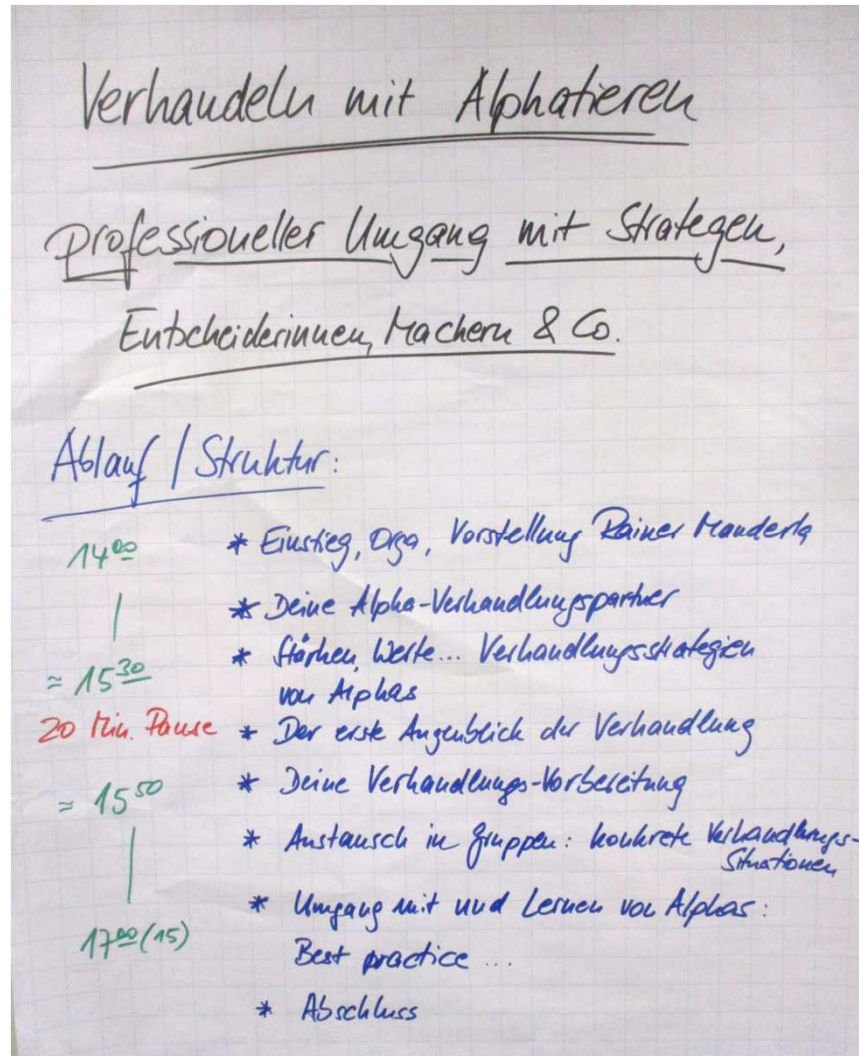 Verhandeln mit Alphatieren
professioneller Umgang mit Strategen,
Entscheiderinnen, Machern & Co.
Ablauf / Struktur:
14⁰⁰ * Einstieg, Orga, Vorstellung Rainer Manderla
* Deine Alpha-Verhandlungspartner
≈ 15³⁰ * Stärken, Werte... Verhandlungsstrategien
von Alphas
20 Min. Pause * Der erste Augenblick der Verhandlung
≈ 15⁵⁰ * Deine Verhandlungs-Vorbereitung
* Austausch in Gruppen: konkrete Verhandlungs-
Situationen
* Umgang mit und Lernen von Alphas:
17⁰⁰ (15) Best practice ...
* Abschluss